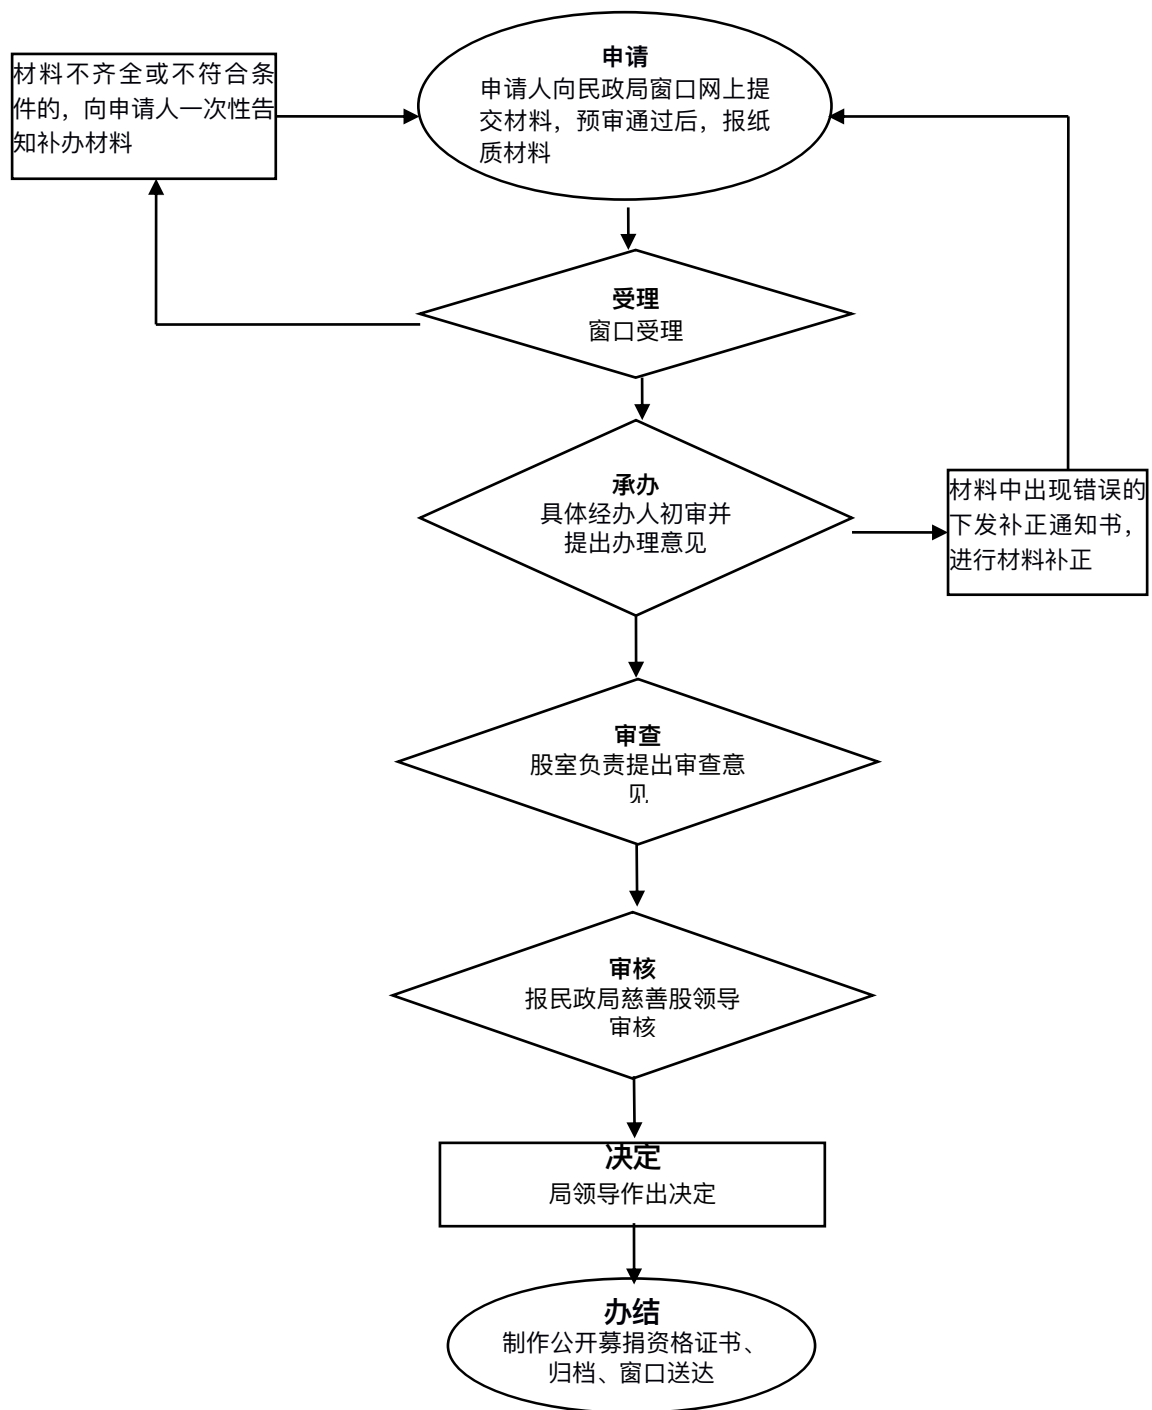 申请
申请人向民政局窗口网上提
交材料，预审通过后，报纸
质材料
材料不齐全或不符合条
件的，向申请人一次性告
知补办材料
受理
窗口受理
承办
具体经办人初审并
提出办理意见
材料中出现错误的
下发补正通知书，
进行材料补正
审查
股室负责提出审查意
见
审核
报民政局慈善股领导
审核
决定
局领导作出决定
办结
制作公开募捐资格证书、
归档、窗口送达